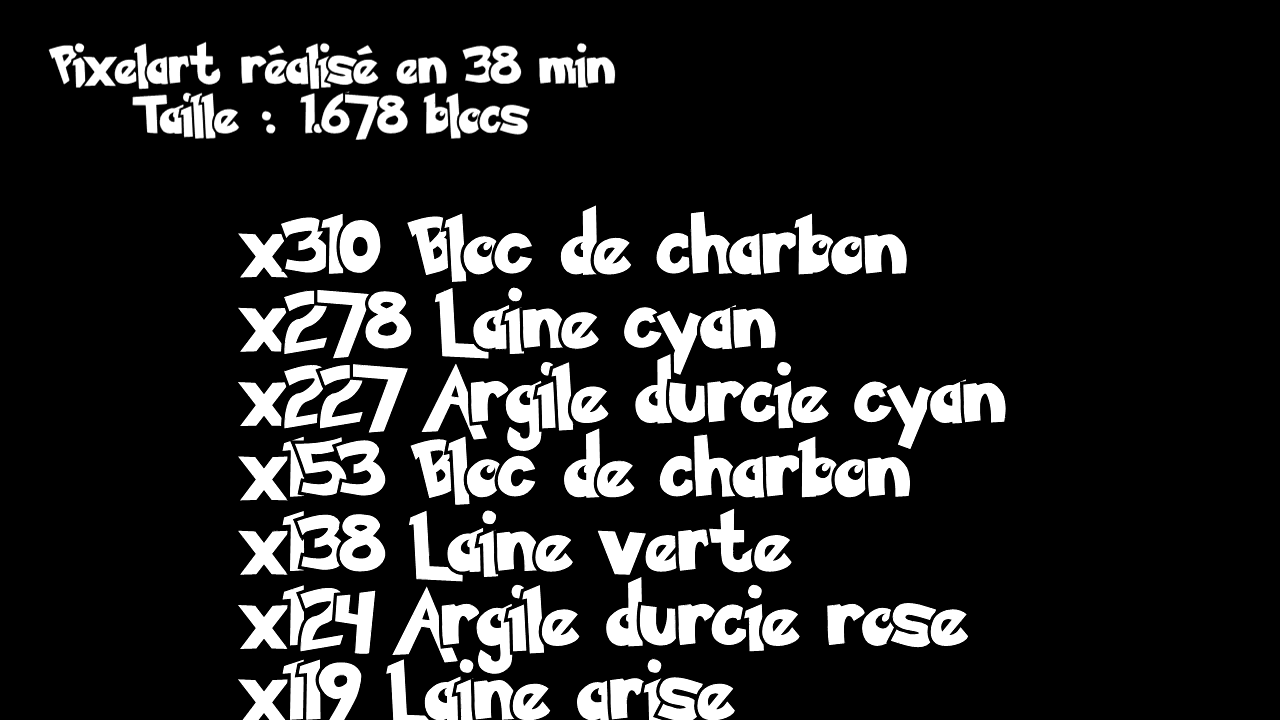 Pixelart réalisé en 38 min
Taille : 1.678 blocs
x310 Bloc de charbon
x278 Laine cyan
x227 Argile durcie cyan
x153 Bloc de charbon
x138 Laine verte
x124 Argile durcie rose
x119 Laine grise